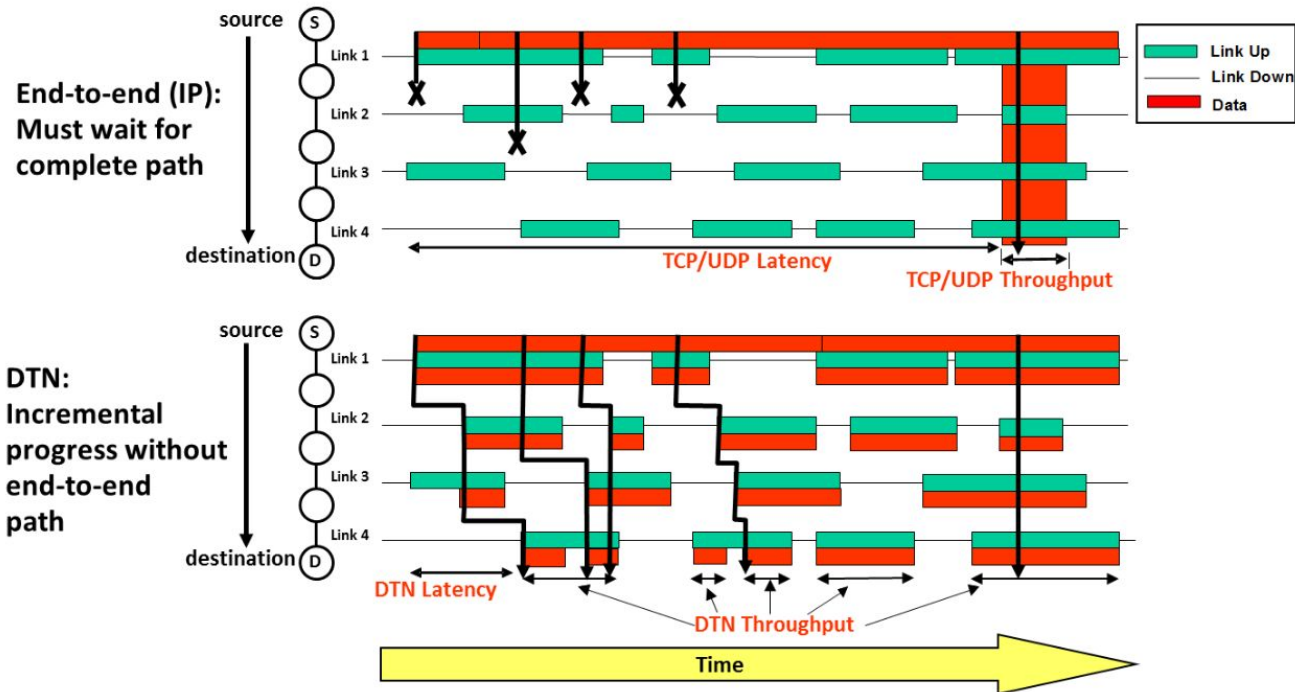 source
S
Link 1
End-to-end (IP):
Must wait for
complete path
Link 2
Link 3
Link 4
destination
D
TCP/UDP Latency
TCP/UDP Throughput
Link Up
Link Down
Data
source
S
Link 1
DTN:
Incremental
progress without
end-to-end
path
Link 2
Link 3
Link 4
destination
D
DTN Latency
DTN Throughput
Time